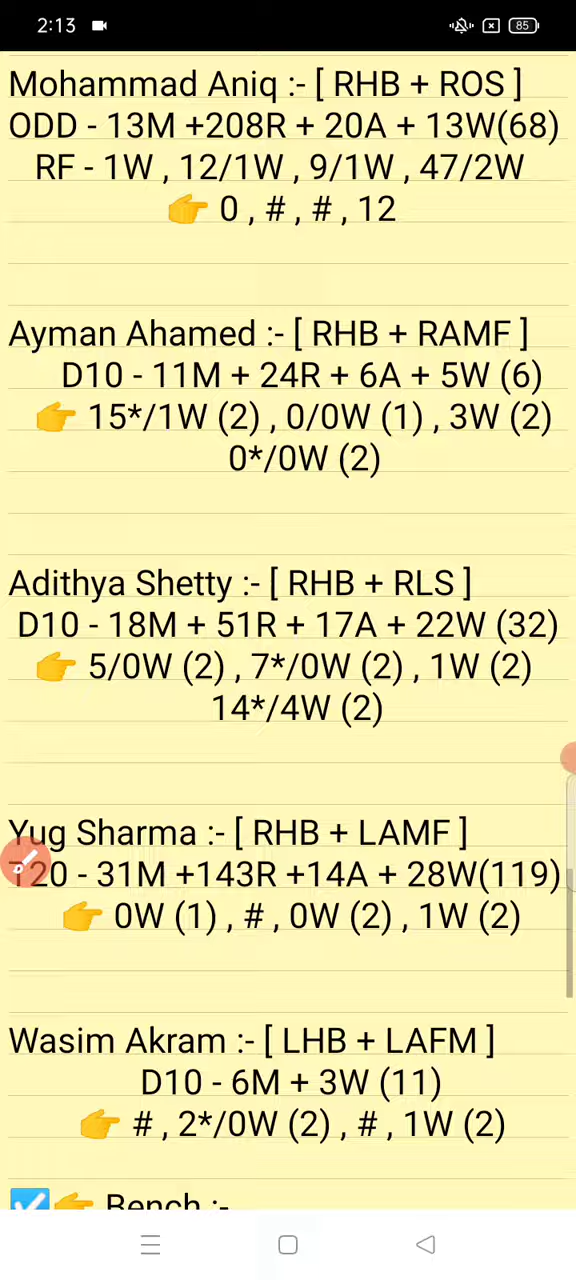 2:13
85
Mohammad Aniq :- [ RHB + ROS ]
ODD - 13M +208R + 20A + 13W(68)
RF - 1W , 12/1W , 9/1W , 47/2W
👉 0 , # , # , 12
Ayman Ahamed :- [ RHB + RAMF ]
D10 - 11M + 24R + 6A + 5W (6)
👉 15*/1W (2) , 0/0W (1) , 3W (2)
0*/0W (2)
Adithya Shetty :- [ RHB + RLS ]
D10 - 18M + 51R + 17A + 22W (32)
👉 5/0W (2) , 7*/0W (2) , 1W (2)
14*/4W (2)
Yug Sharma :- [ RHB + LAMF ]
T20 - 31M +143R +14A + 28W(119)
👉 0W (1) , # , 0W (2) , 1W (2)
Wasim Akram :- [ LHB + LAFM ]
D10 - 6M + 3W (11)
👉 # , 2*/0W (2) , # , 1W (2)
☑️👉 Bench :-